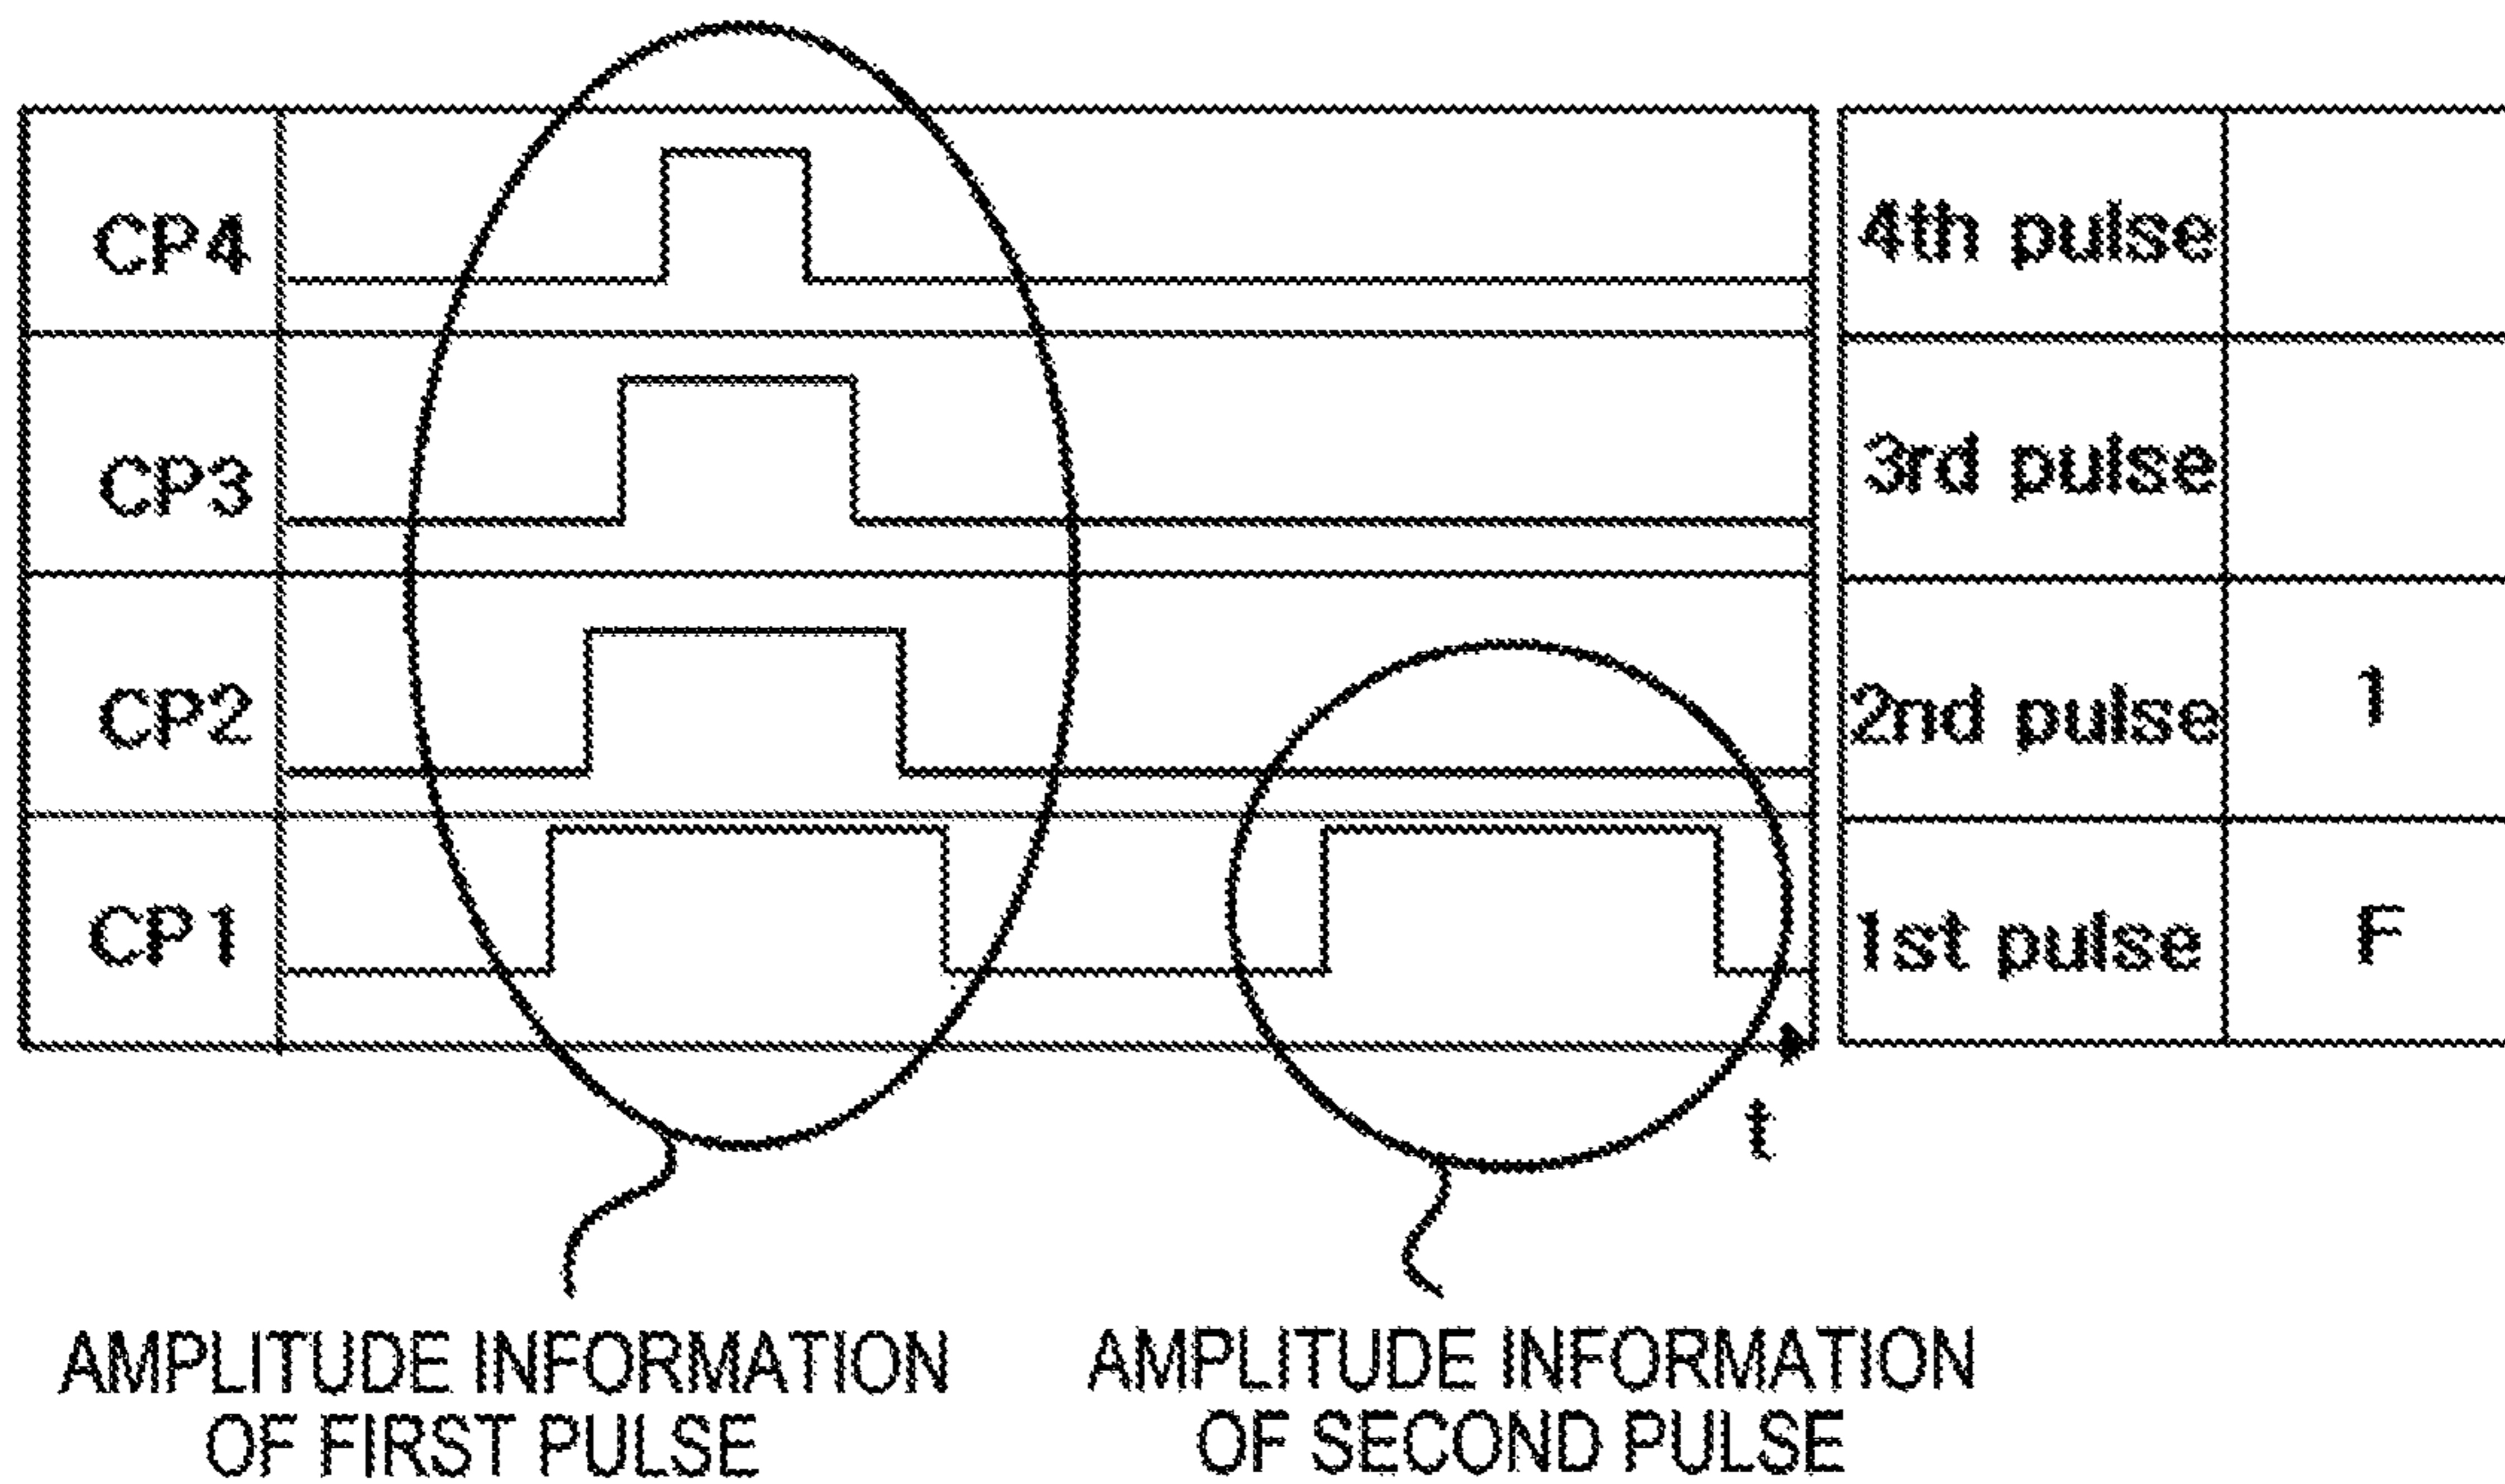 CP4 4th pulse
CP3 3rd pulse
CP2 2nd pulse 1
CP1 1st pulse F
t
AMPLITUDE INFORMATION OF FIRST PULSE
AMPLITUDE INFORMATION OF SECOND PULSE